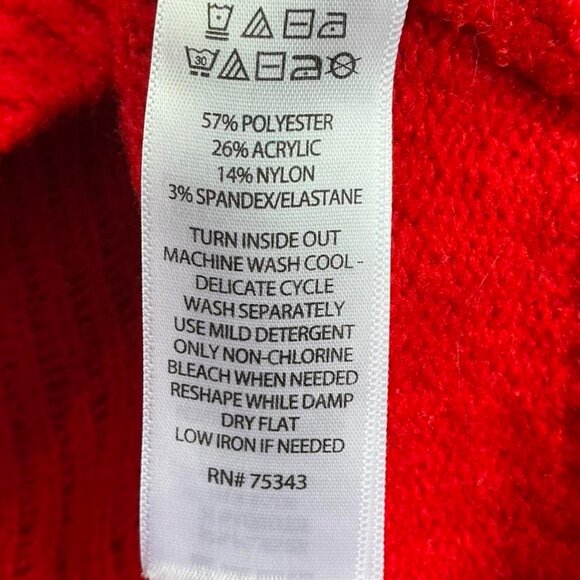 30
57% POLYESTER
26% ACRYLIC
14% NYLON
3% SPANDEX/ELASTANE
TURN INSIDE OUT
MACHINE WASH COOL -
DELICATE CYCLE
WASH SEPARATELY
USE MILD DETERGENT
ONLY NON-CHLORINE
BLEACH WHEN NEEDED
RESHAPE WHILE DAMP
DRY FLAT
LOW IRON IF NEEDED
RN# 75343